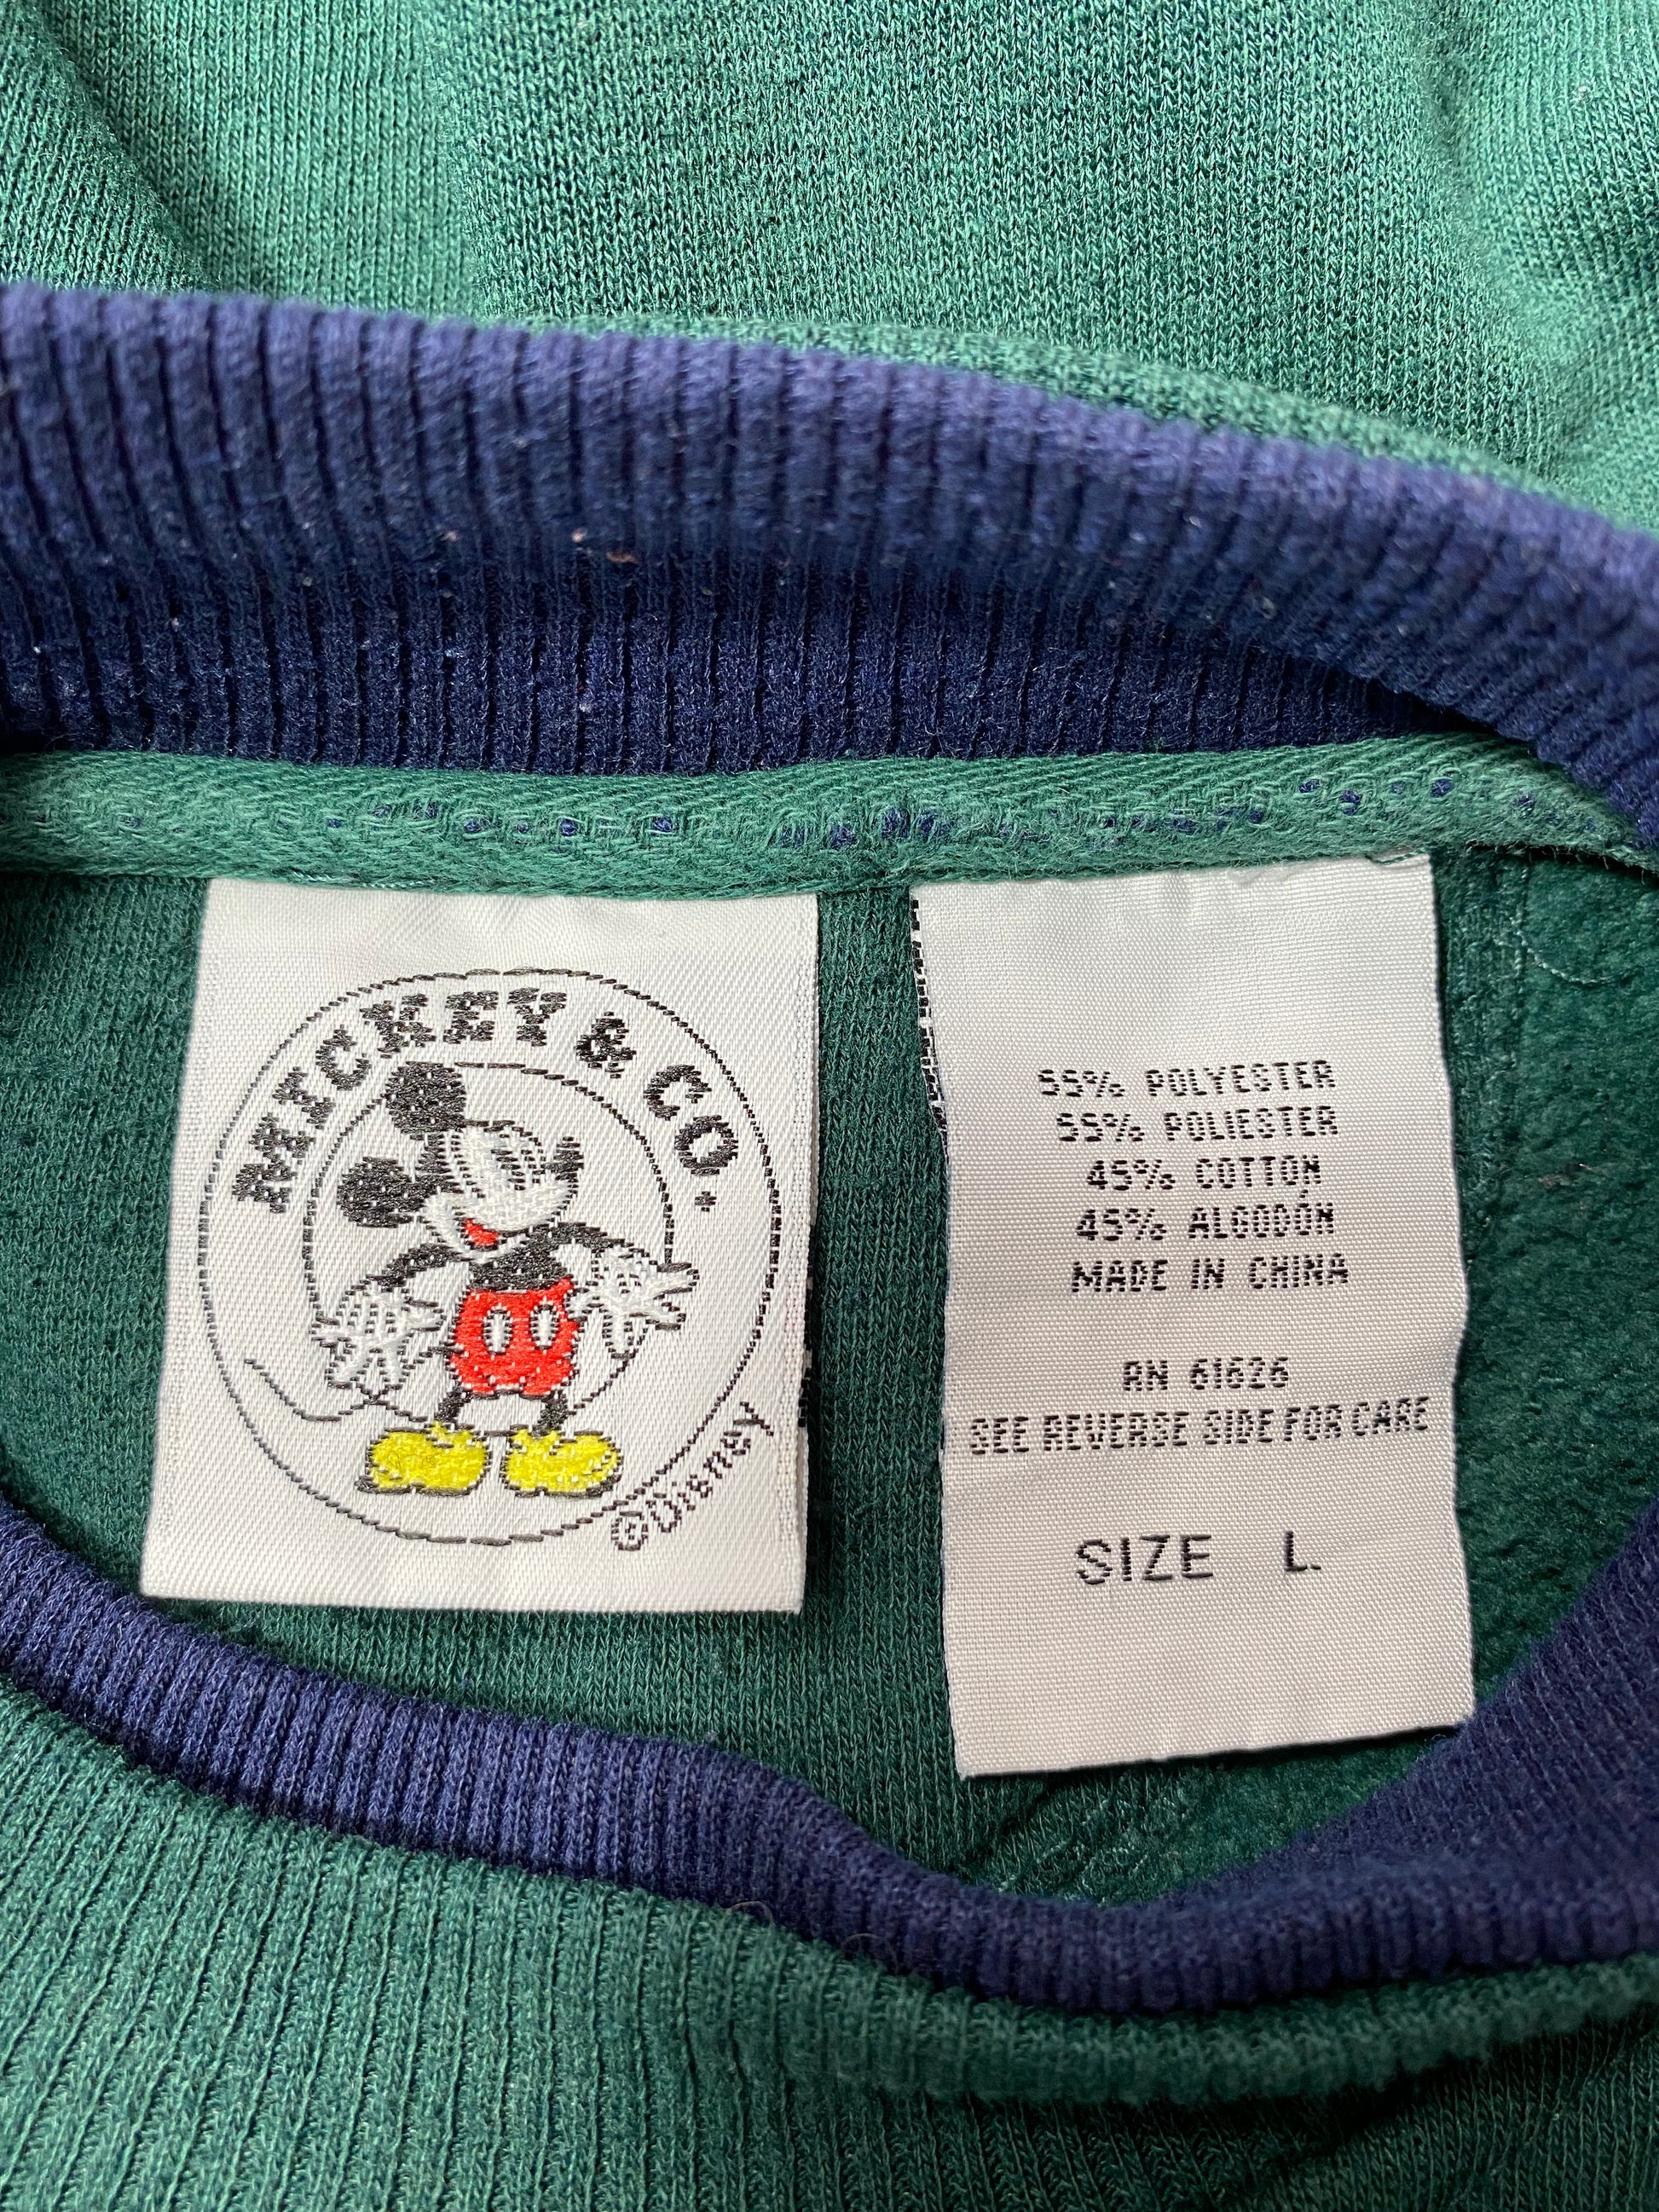 MICKEY & CO.
©Disney
55% POLYESTER
55% POLIESTER
45% COTTON
45% ALGODÓN
MADE IN CHINA
RN 61626
SEE REVERSE SIDE FOR CARE
SIZE L